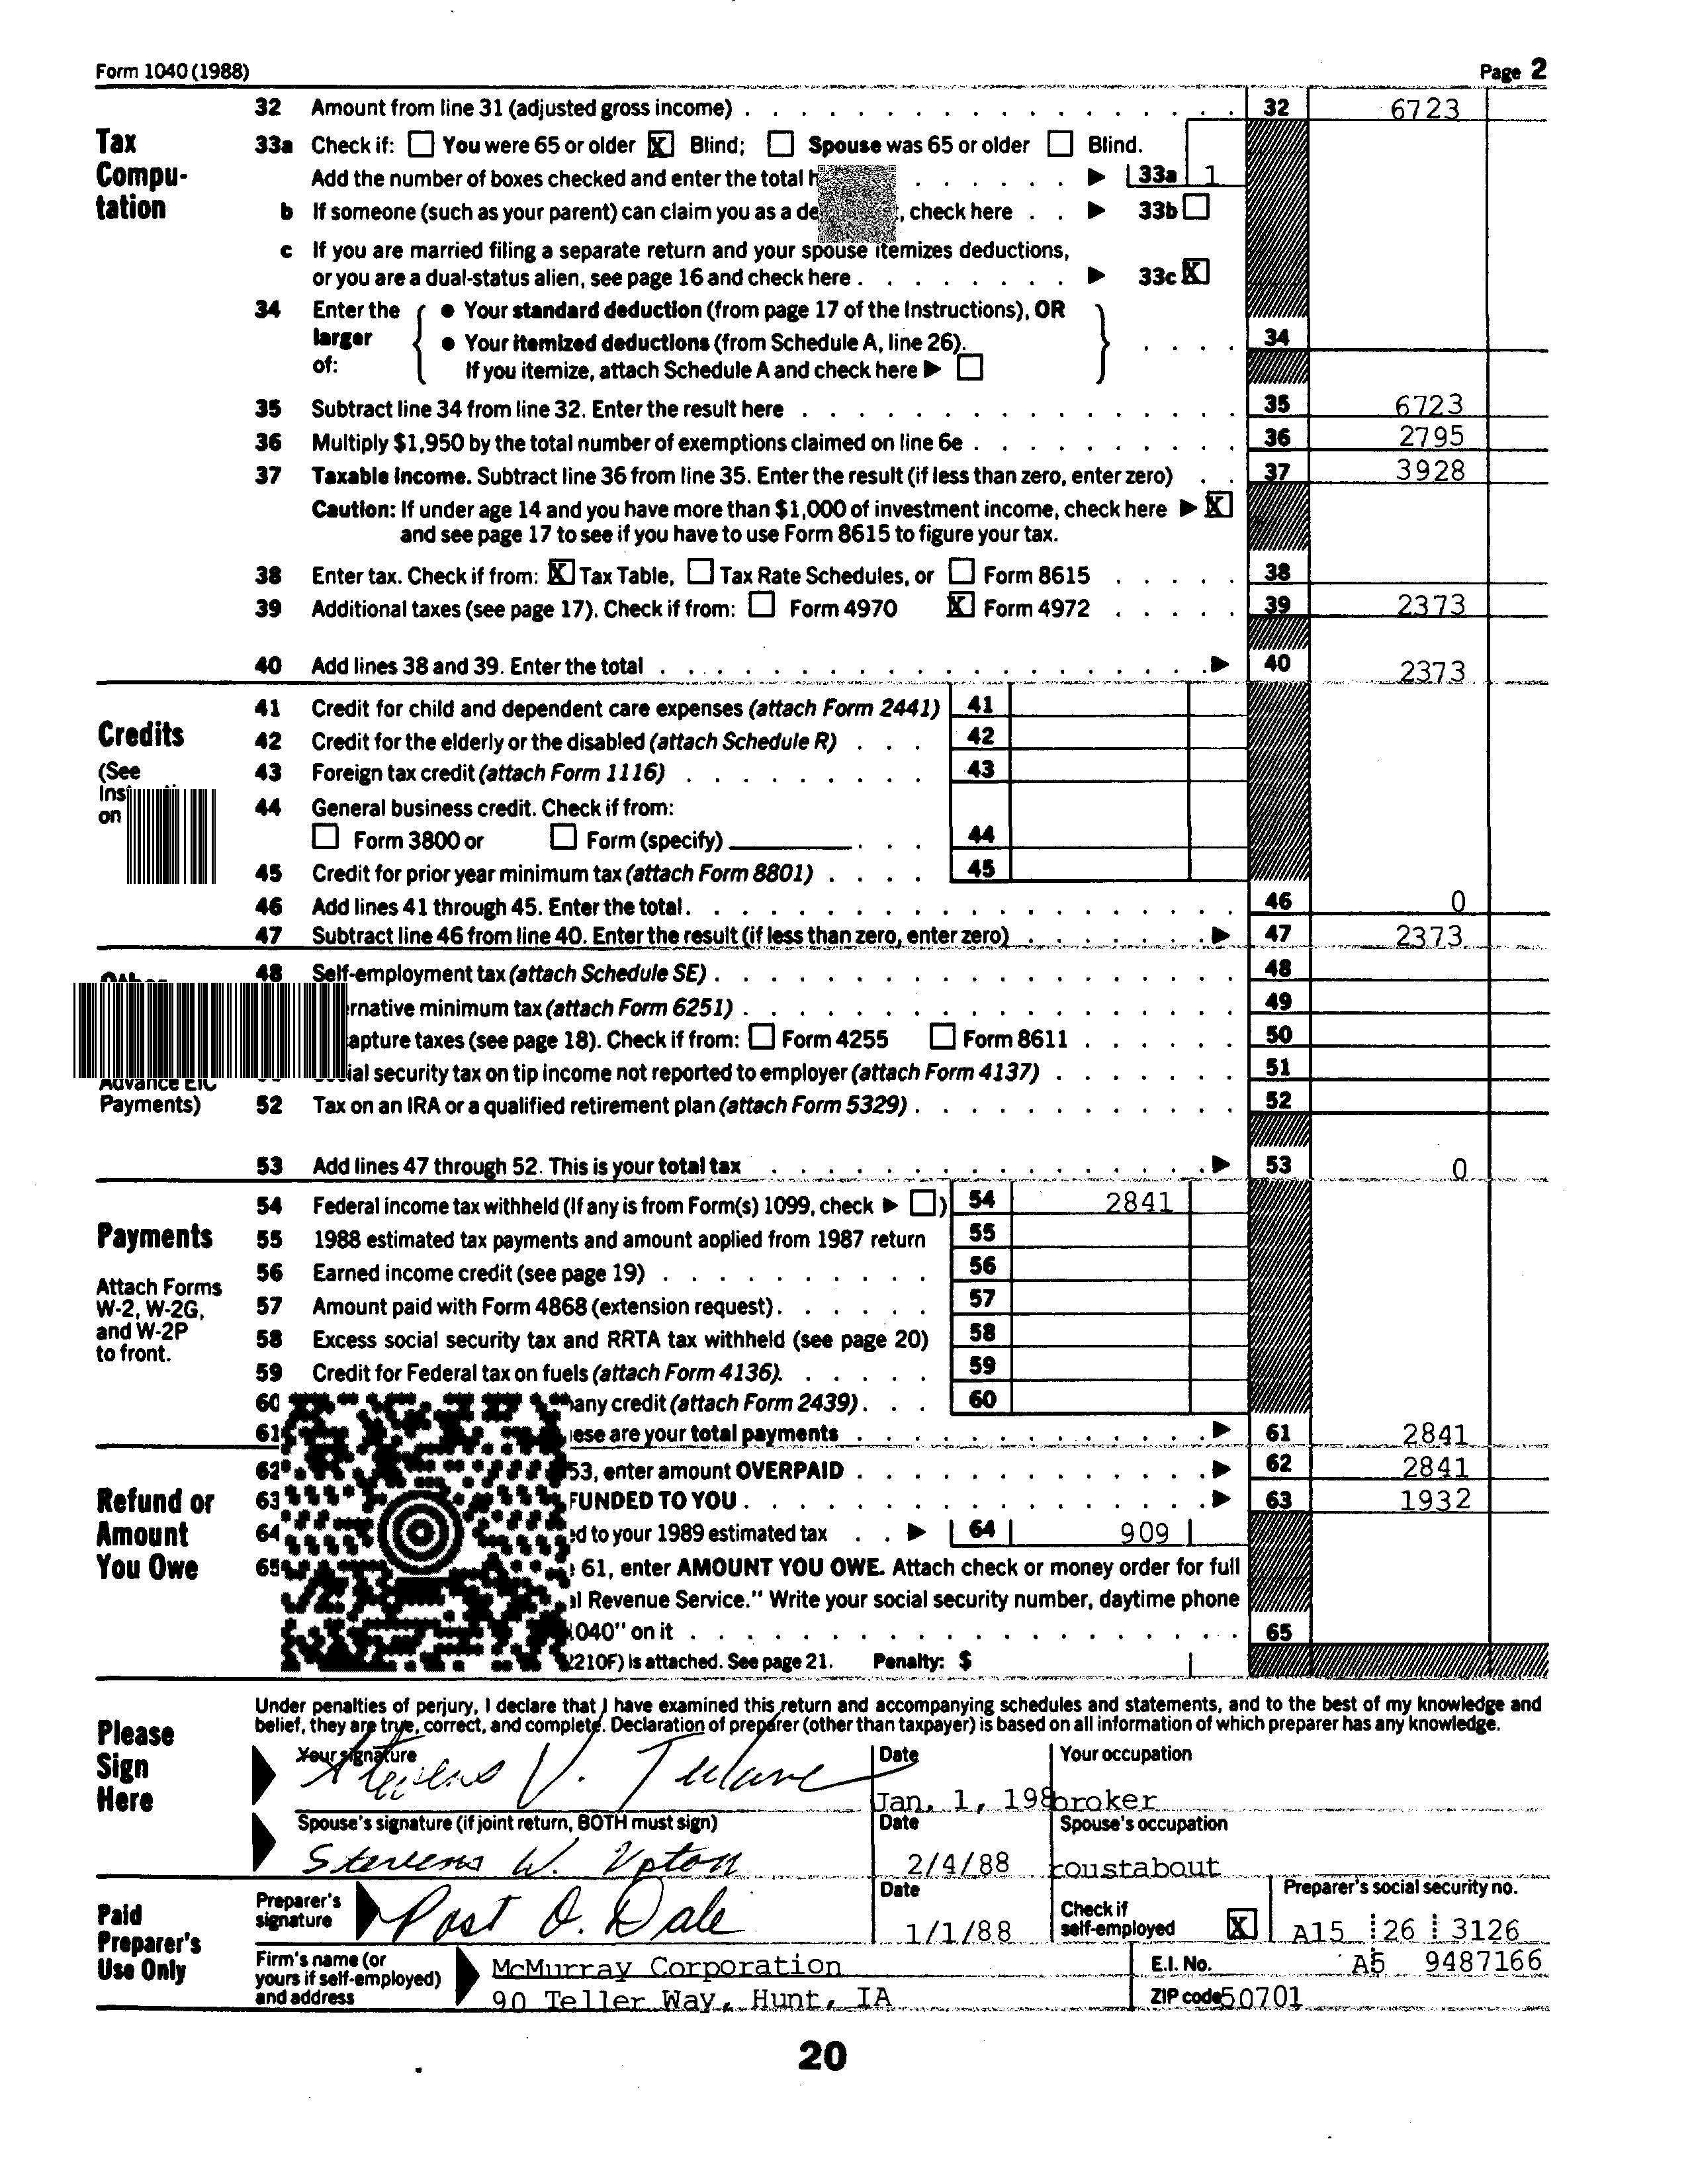 Form 1040 (1988) Page 2
32 Amount from line 31 (adjusted gross income) 32 6723
Tax Compu-tation
33a Check if: You were 65 or older X Blind; Spouse was 65 or older Blind.
Add the number of boxes checked and enter the total 33a 1
b If someone (such as your parent) can claim you as a , check here 33b
c If you are married filing a separate return and your spouse itemizes deductions,
or you are a dual-status alien, see page 16 and check here 33c X
34 Enter the larger of:
• Your standard deduction (from page 17 of the Instructions), OR
• Your itemized deductions (from Schedule A, line 26). 34
If you itemize, attach Schedule A and check here
35 Subtract line 34 from line 32. Enter the result here 35 6723
36 Multiply $1,950 by the total number of exemptions claimed on line 6e 36 2795
37 Taxable income. Subtract line 36 from line 35. Enter the result (if less than zero, enter zero) 37 3928
Caution: If under age 14 and you have more than $1,000 of investment income, check here X
and see page 17 to see if you have to use Form 8615 to figure your tax.
38 Enter tax. Check if from: X Tax Table, Tax Rate Schedules, or Form 8615 38
39 Additional taxes (see page 17). Check if from: Form 4970 X Form 4972 39 2373
40 Add lines 38 and 39. Enter the total 40 2373
Credits
(See
on
41 Credit for child and dependent care expenses (attach Form 2441) 41
42 Credit for the elderly or the disabled (attach Schedule R) 42
43 Foreign tax credit (attach Form 1116) 43
44 General business credit. Check if from:
Form 3800 or Form (specify) 44
45 Credit for prior year minimum tax (attach Form 8801) 45
46 Add lines 41 through 45. Enter the total. 46 0
47 Subtract line 46 from line 40. Enter the result (if less than zero, enter zero) 47 2373
48 Self-employment tax (attach Schedule SE) 48
minimum tax (attach Form 6251) 49
taxes (see page 18). Check if from: Form 4255 Form 8611 50
security tax on tip income not reported to employer (attach Form 4137) 51
Advance EIC
Payments)
52 Tax on an IRA or a qualified retirement plan (attach Form 5329) 52
53 Add lines 47 through 52. This is your total tax 53 0
Payments
Attach Forms
W-2, W-2G,
and W-2P
to front.
54 Federal income tax withheld (If any is from Form(s) 1099, check ) 54 2841
55 1988 estimated tax payments and amount applied from 1987 return 55
56 Earned income credit (see page 19) 56
57 Amount paid with Form 4868 (extension request) 57
58 Excess social security tax and RRTA tax withheld (see page 20) 58
59 Credit for Federal tax on fuels (attach Form 4136) 59
60 credit (attach Form 2439) 60
61 are your total payments 61 2841
Refund or
Amount
You Owe
62 53, enter amount OVERPAID 62 2841
63 TO YOU 63 1932
64 to your 1989 estimated tax 64 909
65 61, enter AMOUNT YOU OWE. Attach check or money order for full
Revenue Service." Write your social security number, daytime phone
on it 65
is attached. See page 21. Penalty: $
Please
Sign
Here
Under penalties of perjury, I declare that I have examined this return and accompanying schedules and statements, and to the best of my knowledge and
belief, they are true, correct, and complete. Declaration of preparer (other than taxpayer) is based on all information of which preparer has any knowledge.
Your signature Date Your occupation
Stevens V. Tulane Jan. 1, 198 broker
Spouse's signature (if joint return, BOTH must sign) Date Spouse's occupation
Stevens W. Upton 2/4/88 roustabout
Paid
Preparer's
Use Only
Preparer's signature Date Check if self-employed X Preparer's social security no.
Post O. Dale 1/1/88 A15 26 3126
Firm's name (or yours if self-employed) and address
McMurray Corporation E.I. No. A5 9487166
90 Teller Way, Hunt, IA ZIP code 50701
20